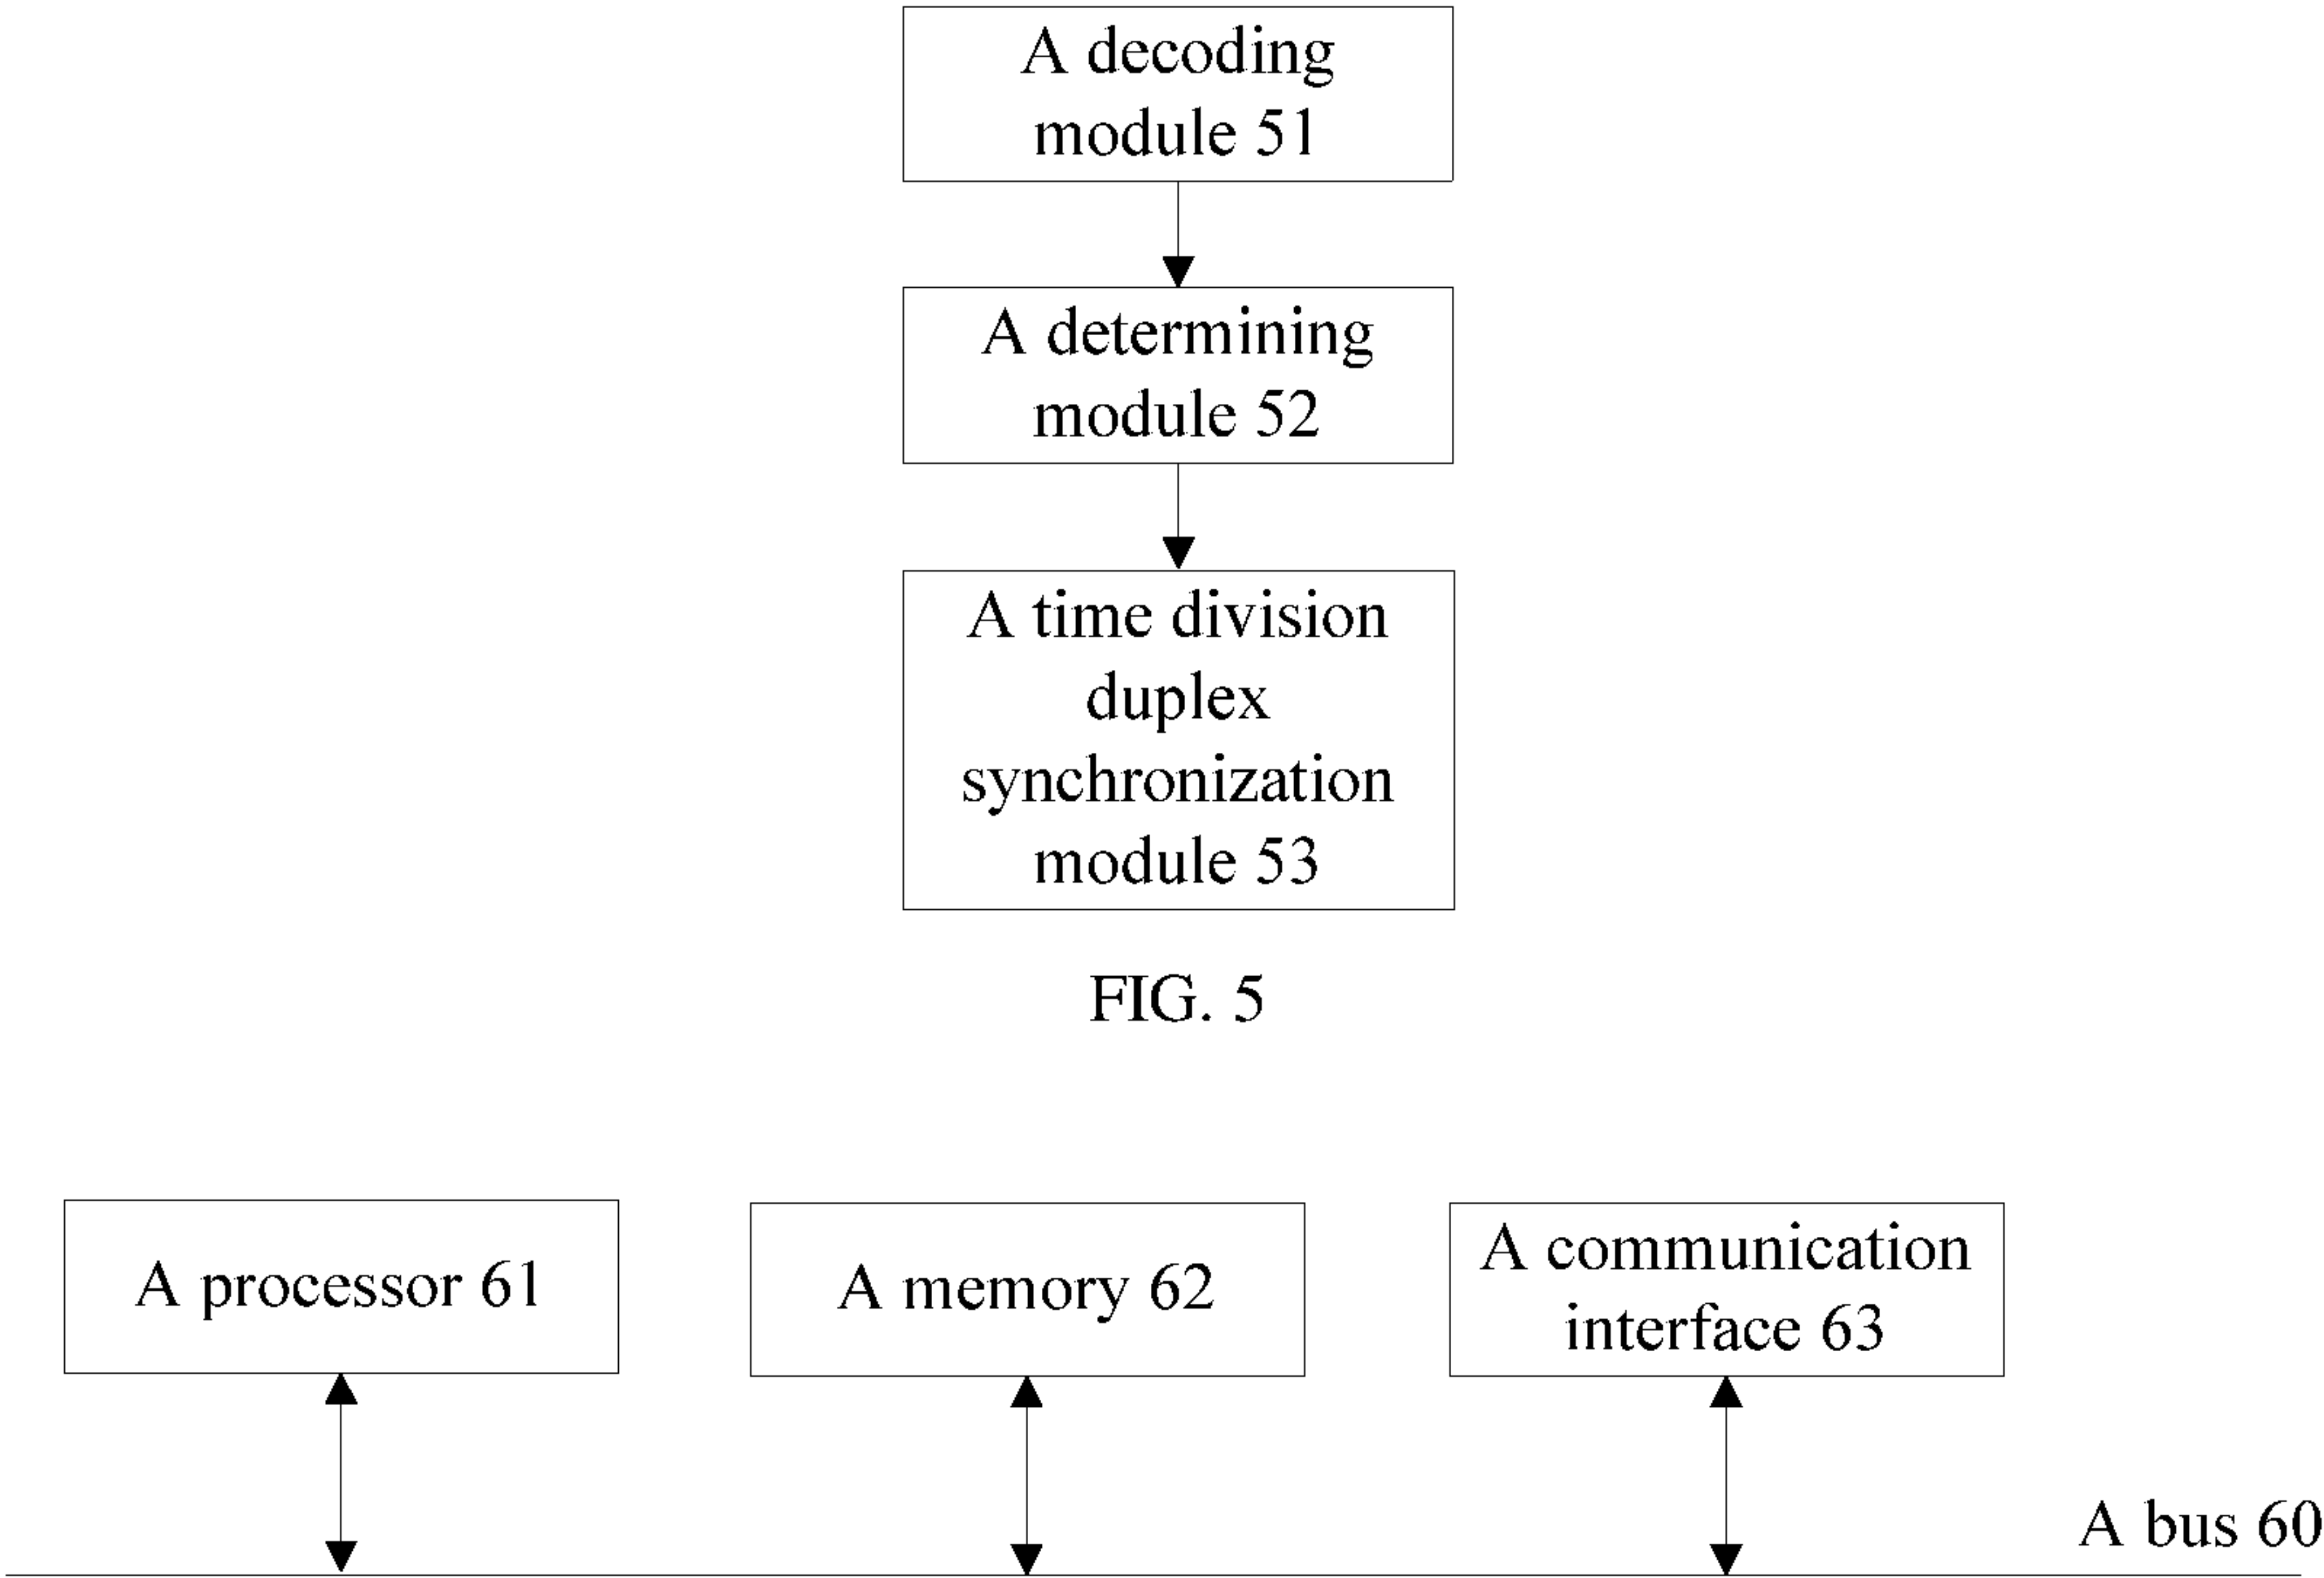 A decoding
module 51
A determining
module 52
A time division
duplex
synchronization
module 53
FIG. 5
A processor 61
A memory 62
A communication
interface 63
A bus 60